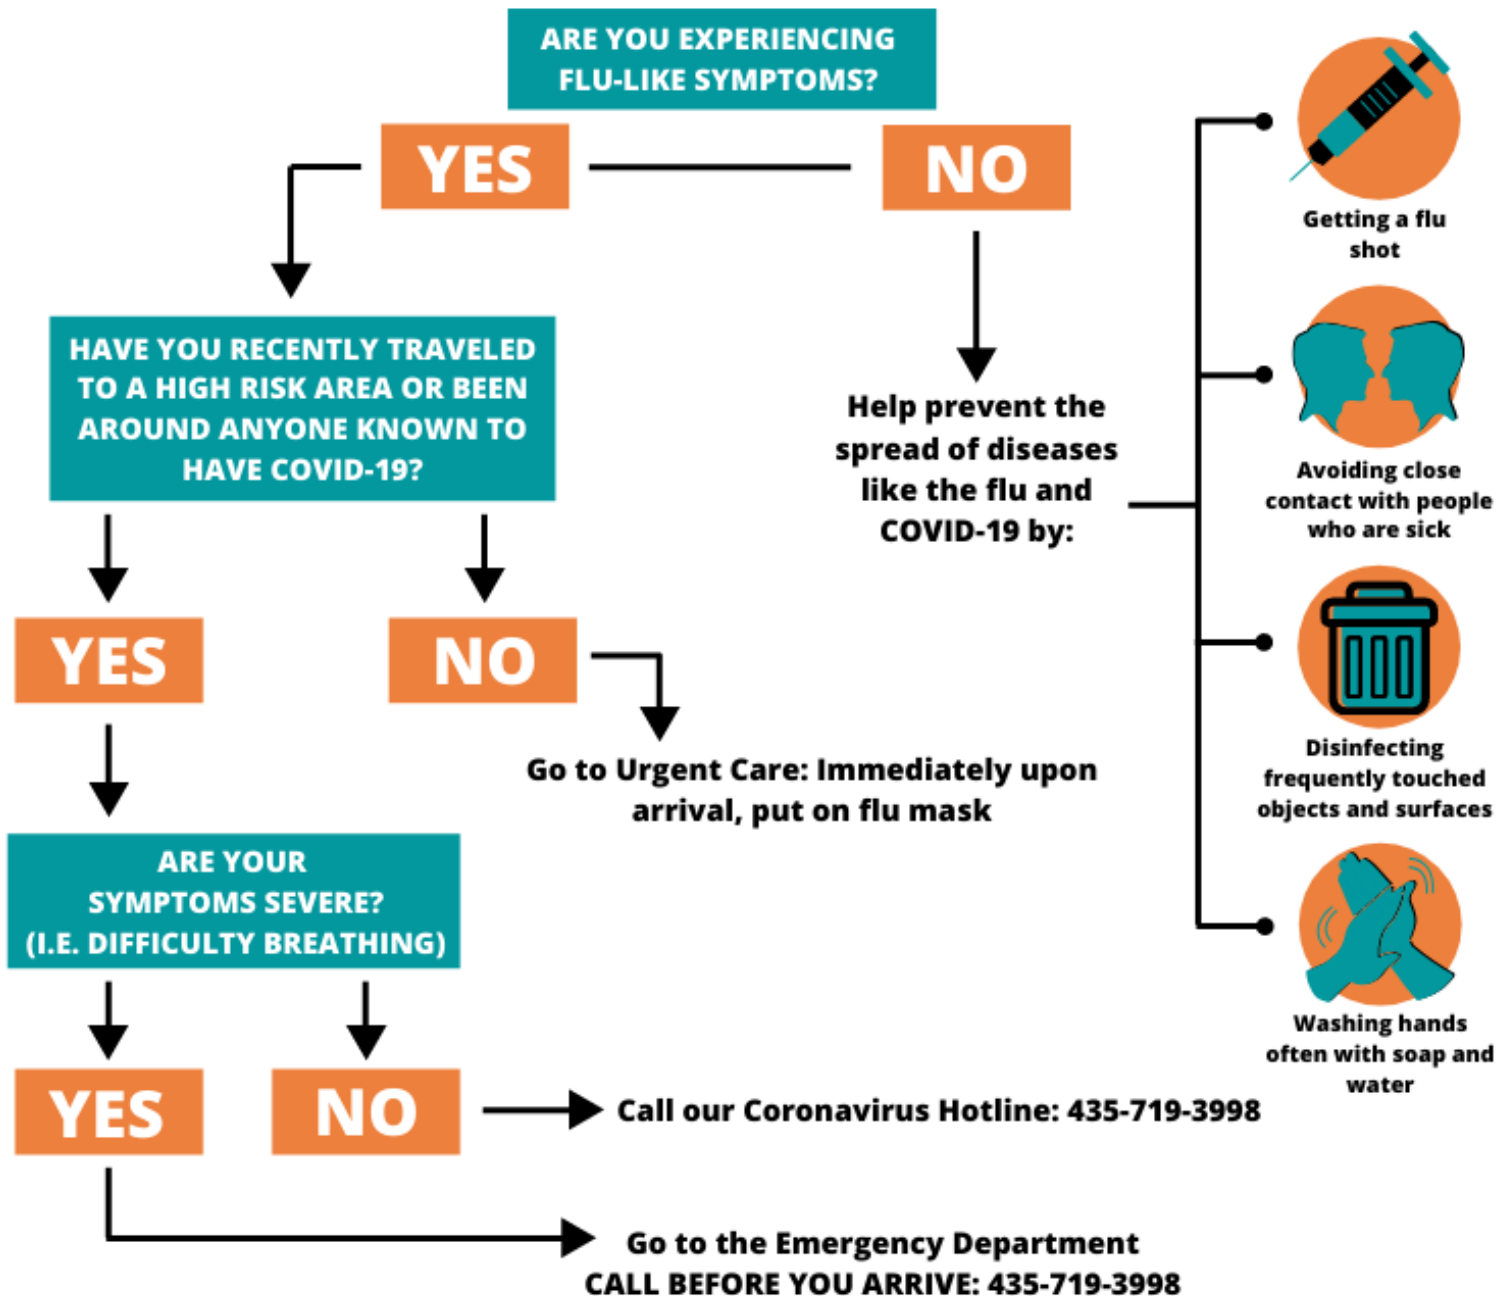 ARE YOU EXPERIENCING
FLU-LIKE SYMPTOMS?
YES
NO
HAVE YOU RECENTLY TRAVELED
TO A HIGH RISK AREA OR BEEN
AROUND ANYONE KNOWN TO
HAVE COVID-19?
Help prevent the
spread of diseases
like the flu and
COVID-19 by:
Getting a flu
shot
Avoiding close
contact with people
who are sick
Disinfecting
frequently touched
objects and surfaces
Washing hands
often with soap and
water
YES
NO
Go to Urgent Care: Immediately upon
arrival, put on flu mask
ARE YOUR
SYMPTOMS SEVERE?
(I.E. DIFFICULTY BREATHING)
YES
NO
Call our Coronavirus Hotline: 435-719-3998
Go to the Emergency Department
CALL BEFORE YOU ARRIVE: 435-719-3998